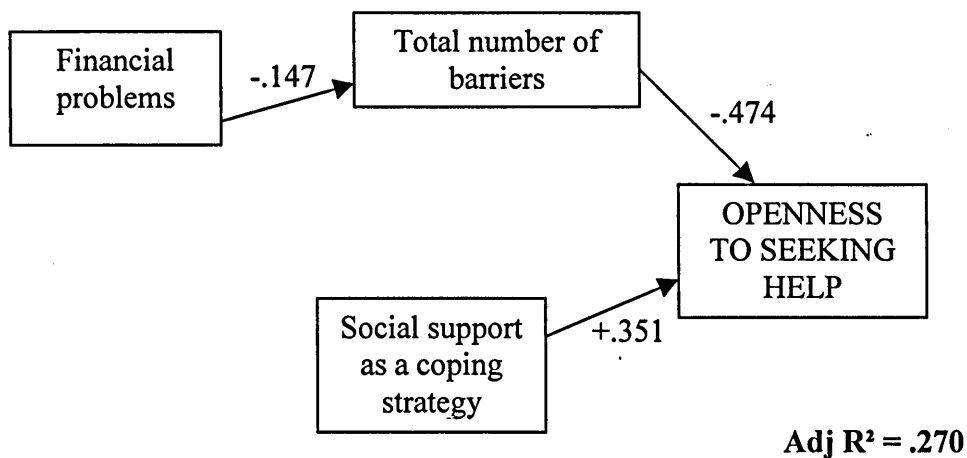 Financial
problems
-.147
Total number of
barriers
-.474
OPENNESS
TO SEEKING
HELP
Social support
as a coping
strategy
+.351
Adj R² = .270